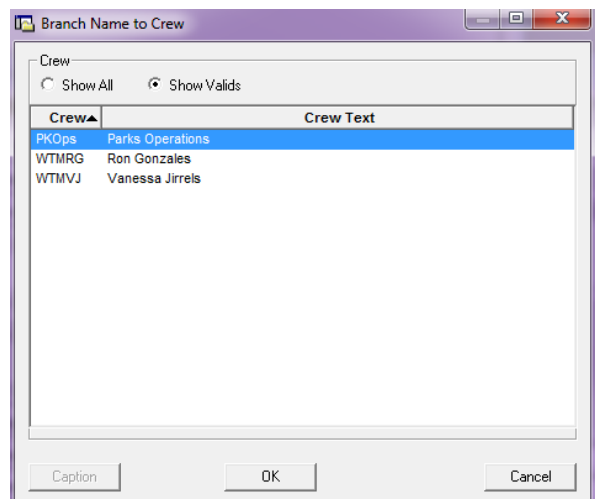 Branch Name to Crew
Crew
Show All Show Valids
Crew Crew Text
PKOps Parks Operations
WTMRG Ron Gonzales
WTMVJ Vanessa Jirrels
Caption OK Cancel